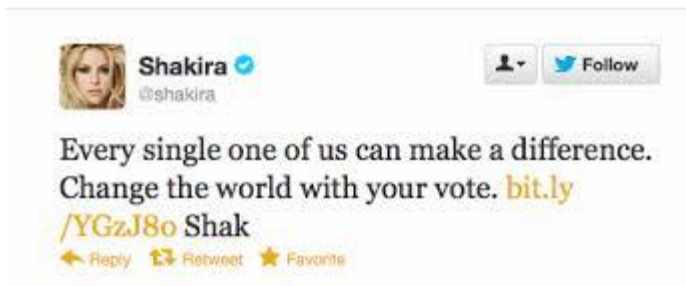 Shakira
@shakira
Follow
Every single one of us can make a difference.
Change the world with your vote. bit.ly
/YGzJ8o Shak
Reply Retweet Favorite